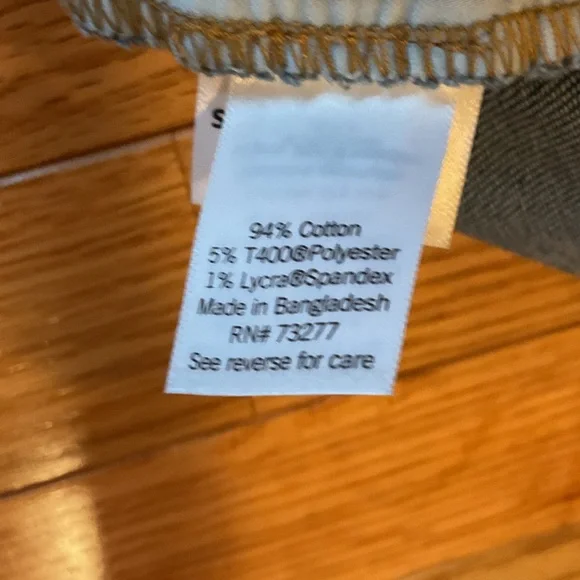 S
94% Cotton
5% T400®Polyester
1% Lycra®Spandex
Made in Bangladesh
RN# 73277
See reverse for care